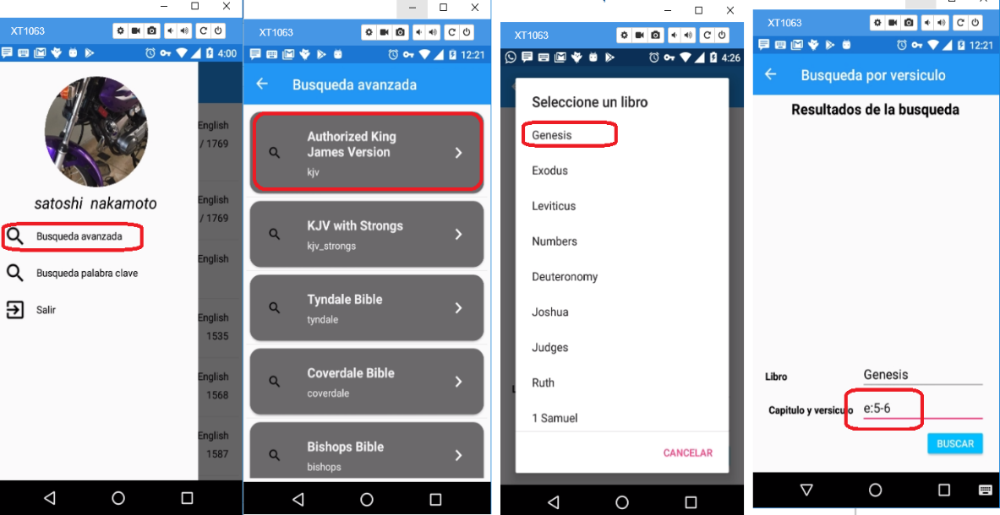 XT1063
4:00
English
/ 1769
satoshi nakamoto
English
/ 1769
Busqueda avanzada
English
Busqueda palabra clave
Salir
English
1535
English
1568
English
1587
XT1063
12:21
Busqueda avanzada
Authorized King
James Version
kjv
KJV with Strongs
kjv_strongs
Tyndale Bible
tyndale
Coverdale Bible
coverdale
Bishops Bible
bishops
XT1063
4:26
Seleccione un libro
Genesis
Exodus
Leviticus
Numbers
Deuteronomy
Joshua
Judges
Ruth
1 Samuel
CANCELAR
XT1063
12:21
Busqueda por versiculo
Resultados de la busqueda
Libro Genesis
Capitulo y versiculo e:5-6
BUSCAR